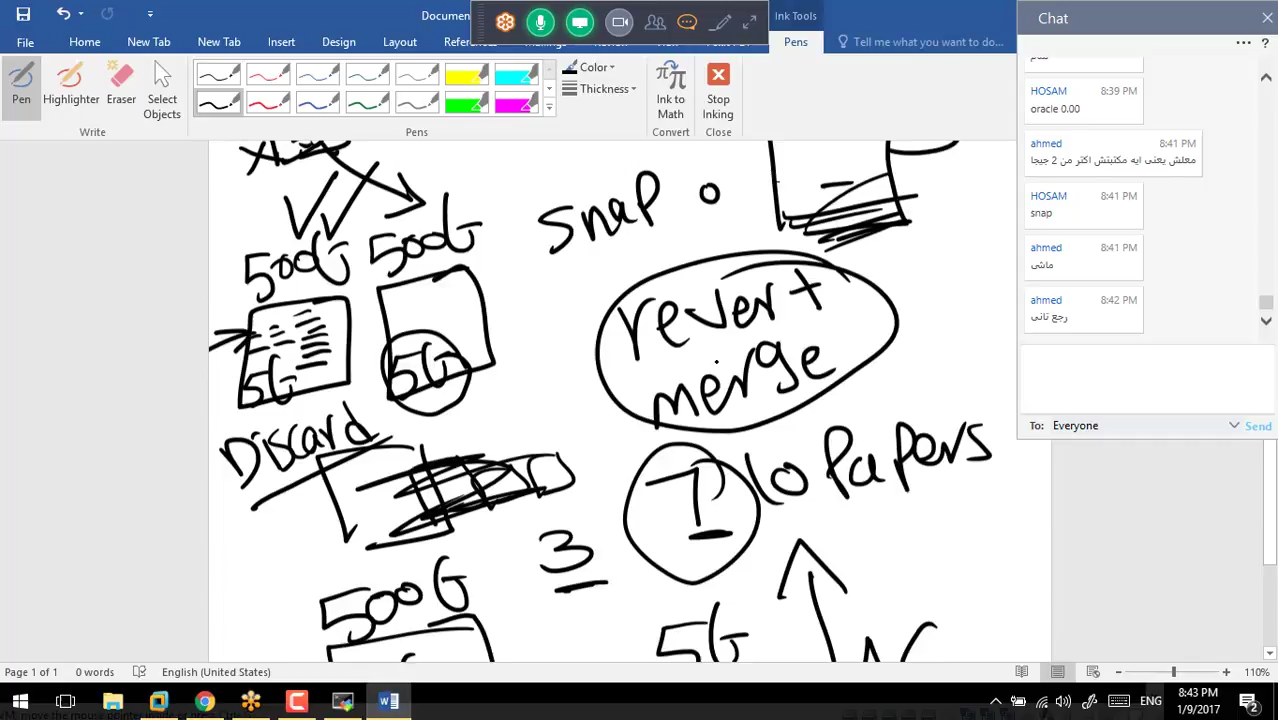 Document
Ink Tools
Chat
File
Home
New Tab
New Tab
Insert
Design
Layout
References
Pens
Tell me what you want to do...
Pen
Highlighter
Eraser
Select Objects
Color
Thickness
Ink to Math
Stop Inking
Write
Pens
Convert
Close
HOSAM 8:39 PM
oracle 0.00
ahmed 8:41 PM
معلش يعنى ايه مكتبتش اكثر من 2 جيجا
HOSAM 8:41 PM
snap
ahmed 8:41 PM
ماشى
ahmed 8:42 PM
رجع تانى
To: Everyone
Send
snap
500G 500G
revert
merge
5G 5G
Discard
10 Papers
3
500G
5G
Page 1 of 1 0 words English (United States)
110%
ENG
8:43 PM
1/9/2017
2